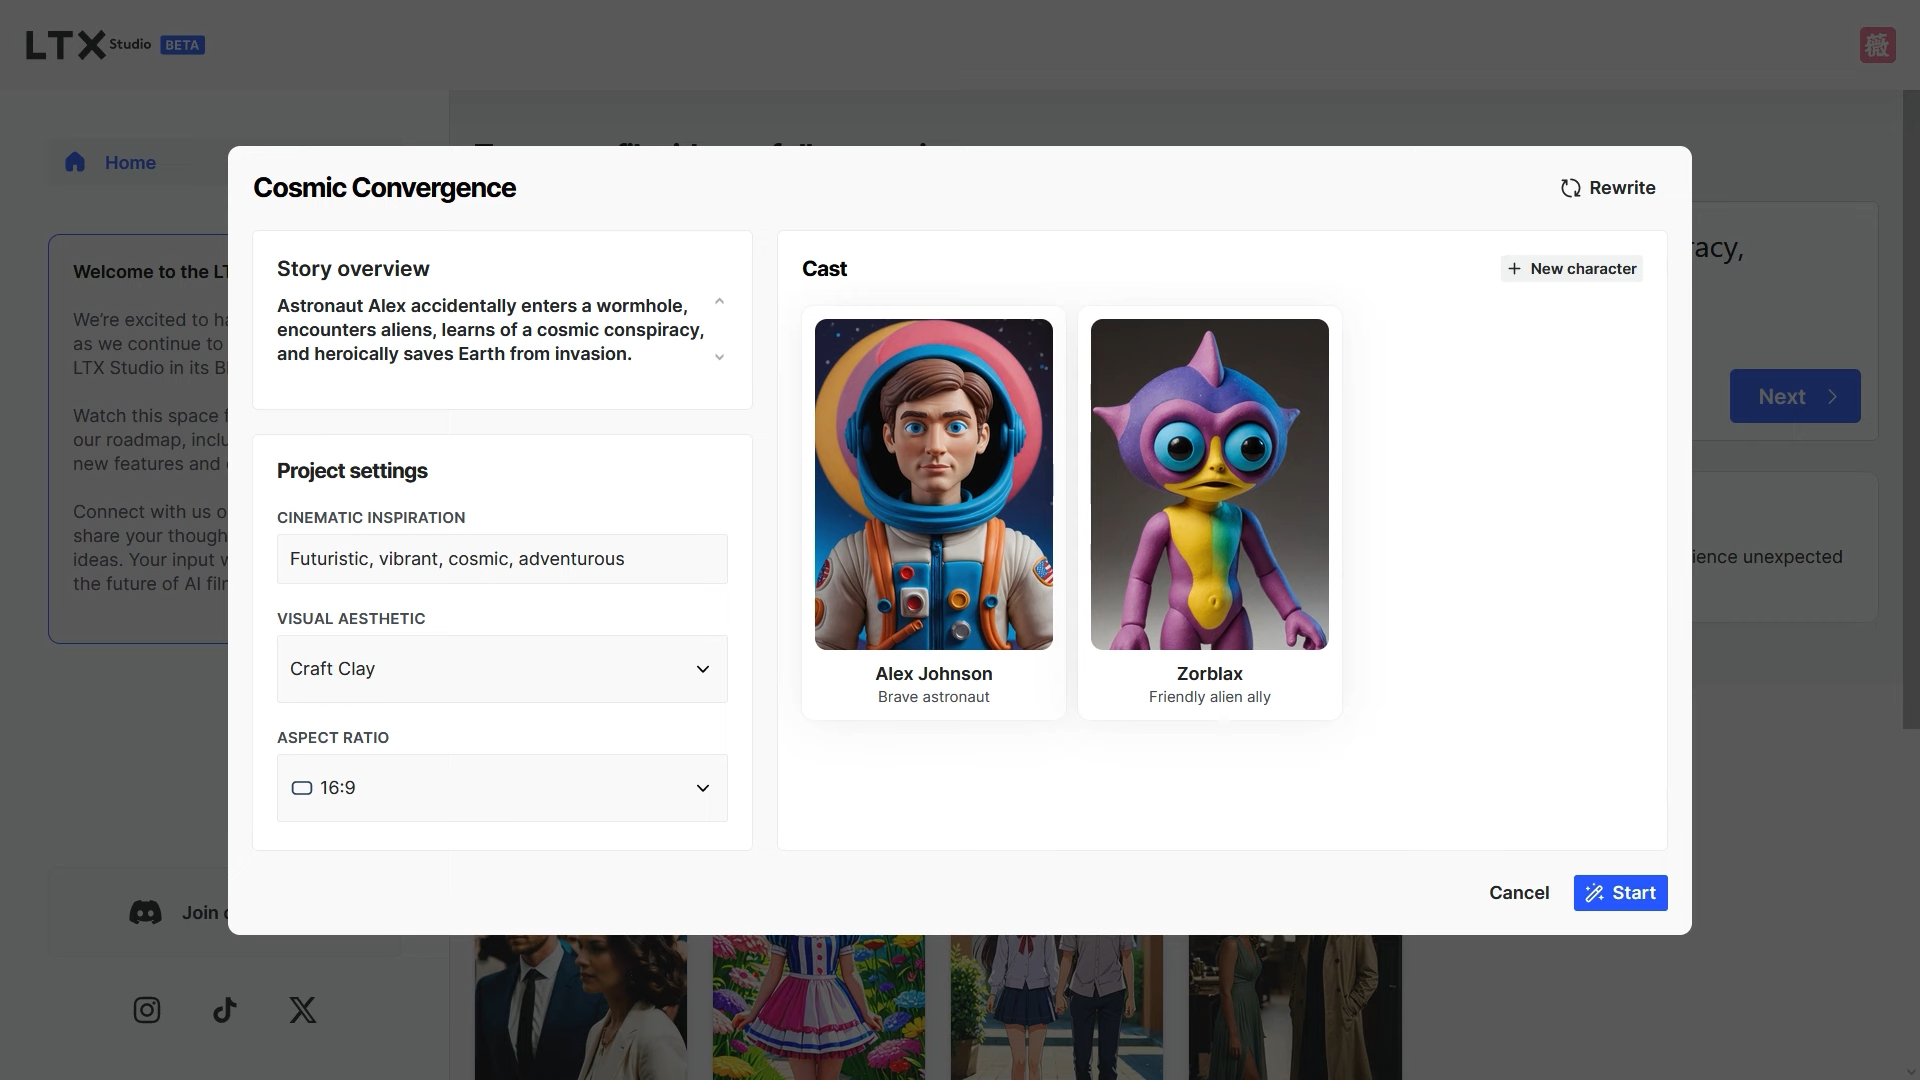 LTX Studio BETA
薇
Home
Welcome to the LT
We're excited to ha
as we continue to
LTX Studio in its B
Watch this space f
our roadmap, inclu
new features and
Connect with us o
share your though
ideas. Your input w
the future of AI film
Join
Cosmic Convergence
Rewrite
Story overview
Astronaut Alex accidentally enters a wormhole,
encounters aliens, learns of a cosmic conspiracy,
and heroically saves Earth from invasion.
Project settings
CINEMATIC INSPIRATION
Futuristic, vibrant, cosmic, adventurous
VISUAL AESTHETIC
Craft Clay
ASPECT RATIO
16:9
Cast
+ New character
Alex Johnson
Brave astronaut
Zorblax
Friendly alien ally
Cancel
Start
racy,
Next
ience unexpected